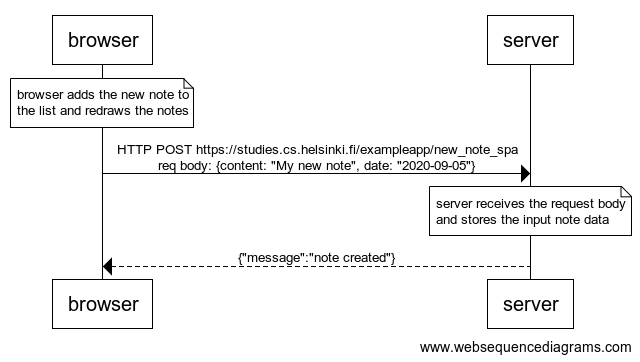 browser
server
browser adds the new note to
the list and redraws the notes
HTTP POST https://studies.cs.helsinki.fi/exampleapp/new_note_spa
req body: {content: "My new note", date: "2020-09-05"}
server receives the request body
and stores the input note data
{"message":"note created"}
browser
server
www.websequencediagrams.com